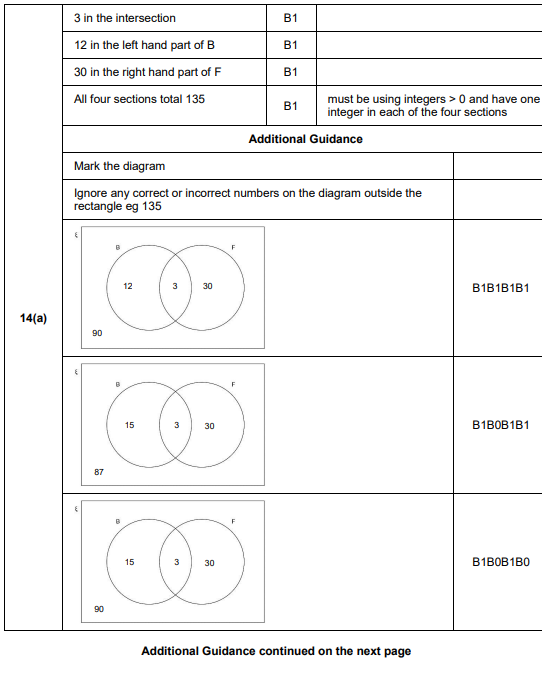 3 in the intersection B1
12 in the left hand part of B B1
30 in the right hand part of F B1
All four sections total 135 B1 must be using integers > 0 and have one
integer in each of the four sections
Additional Guidance
Mark the diagram
Ignore any correct or incorrect numbers on the diagram outside the
rectangle eg 135
14(a)
ξ
B F
12 3 30
90
B1B1B1B1
ξ
B F
15 3 30
87
B1B0B1B1
ξ
B F
15 3 30
90
B1B0B1B0
Additional Guidance continued on the next page